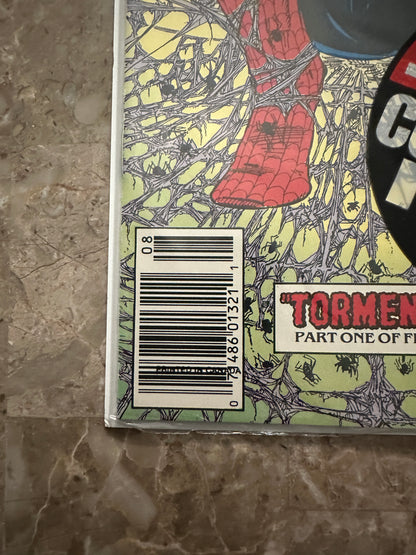 08
0 71486 01321 1
PRINTED IN CANADA
"TORMEN
PART ONE OF FI